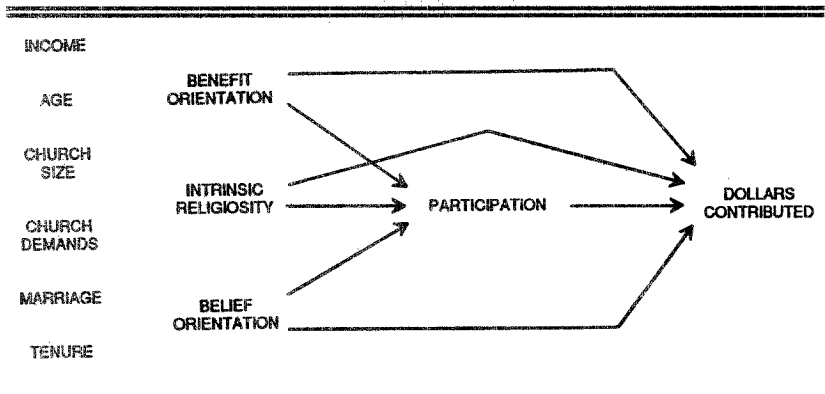 INCOME
AGE
CHURCH
SIZE
CHURCH
DEMANDS
MARRIAGE
TENURE
BENEFIT
ORIENTATION
INTRINSIC
RELIGIOSITY
BELIEF
ORIENTATION
PARTICIPATION
DOLLARS
CONTRIBUTED